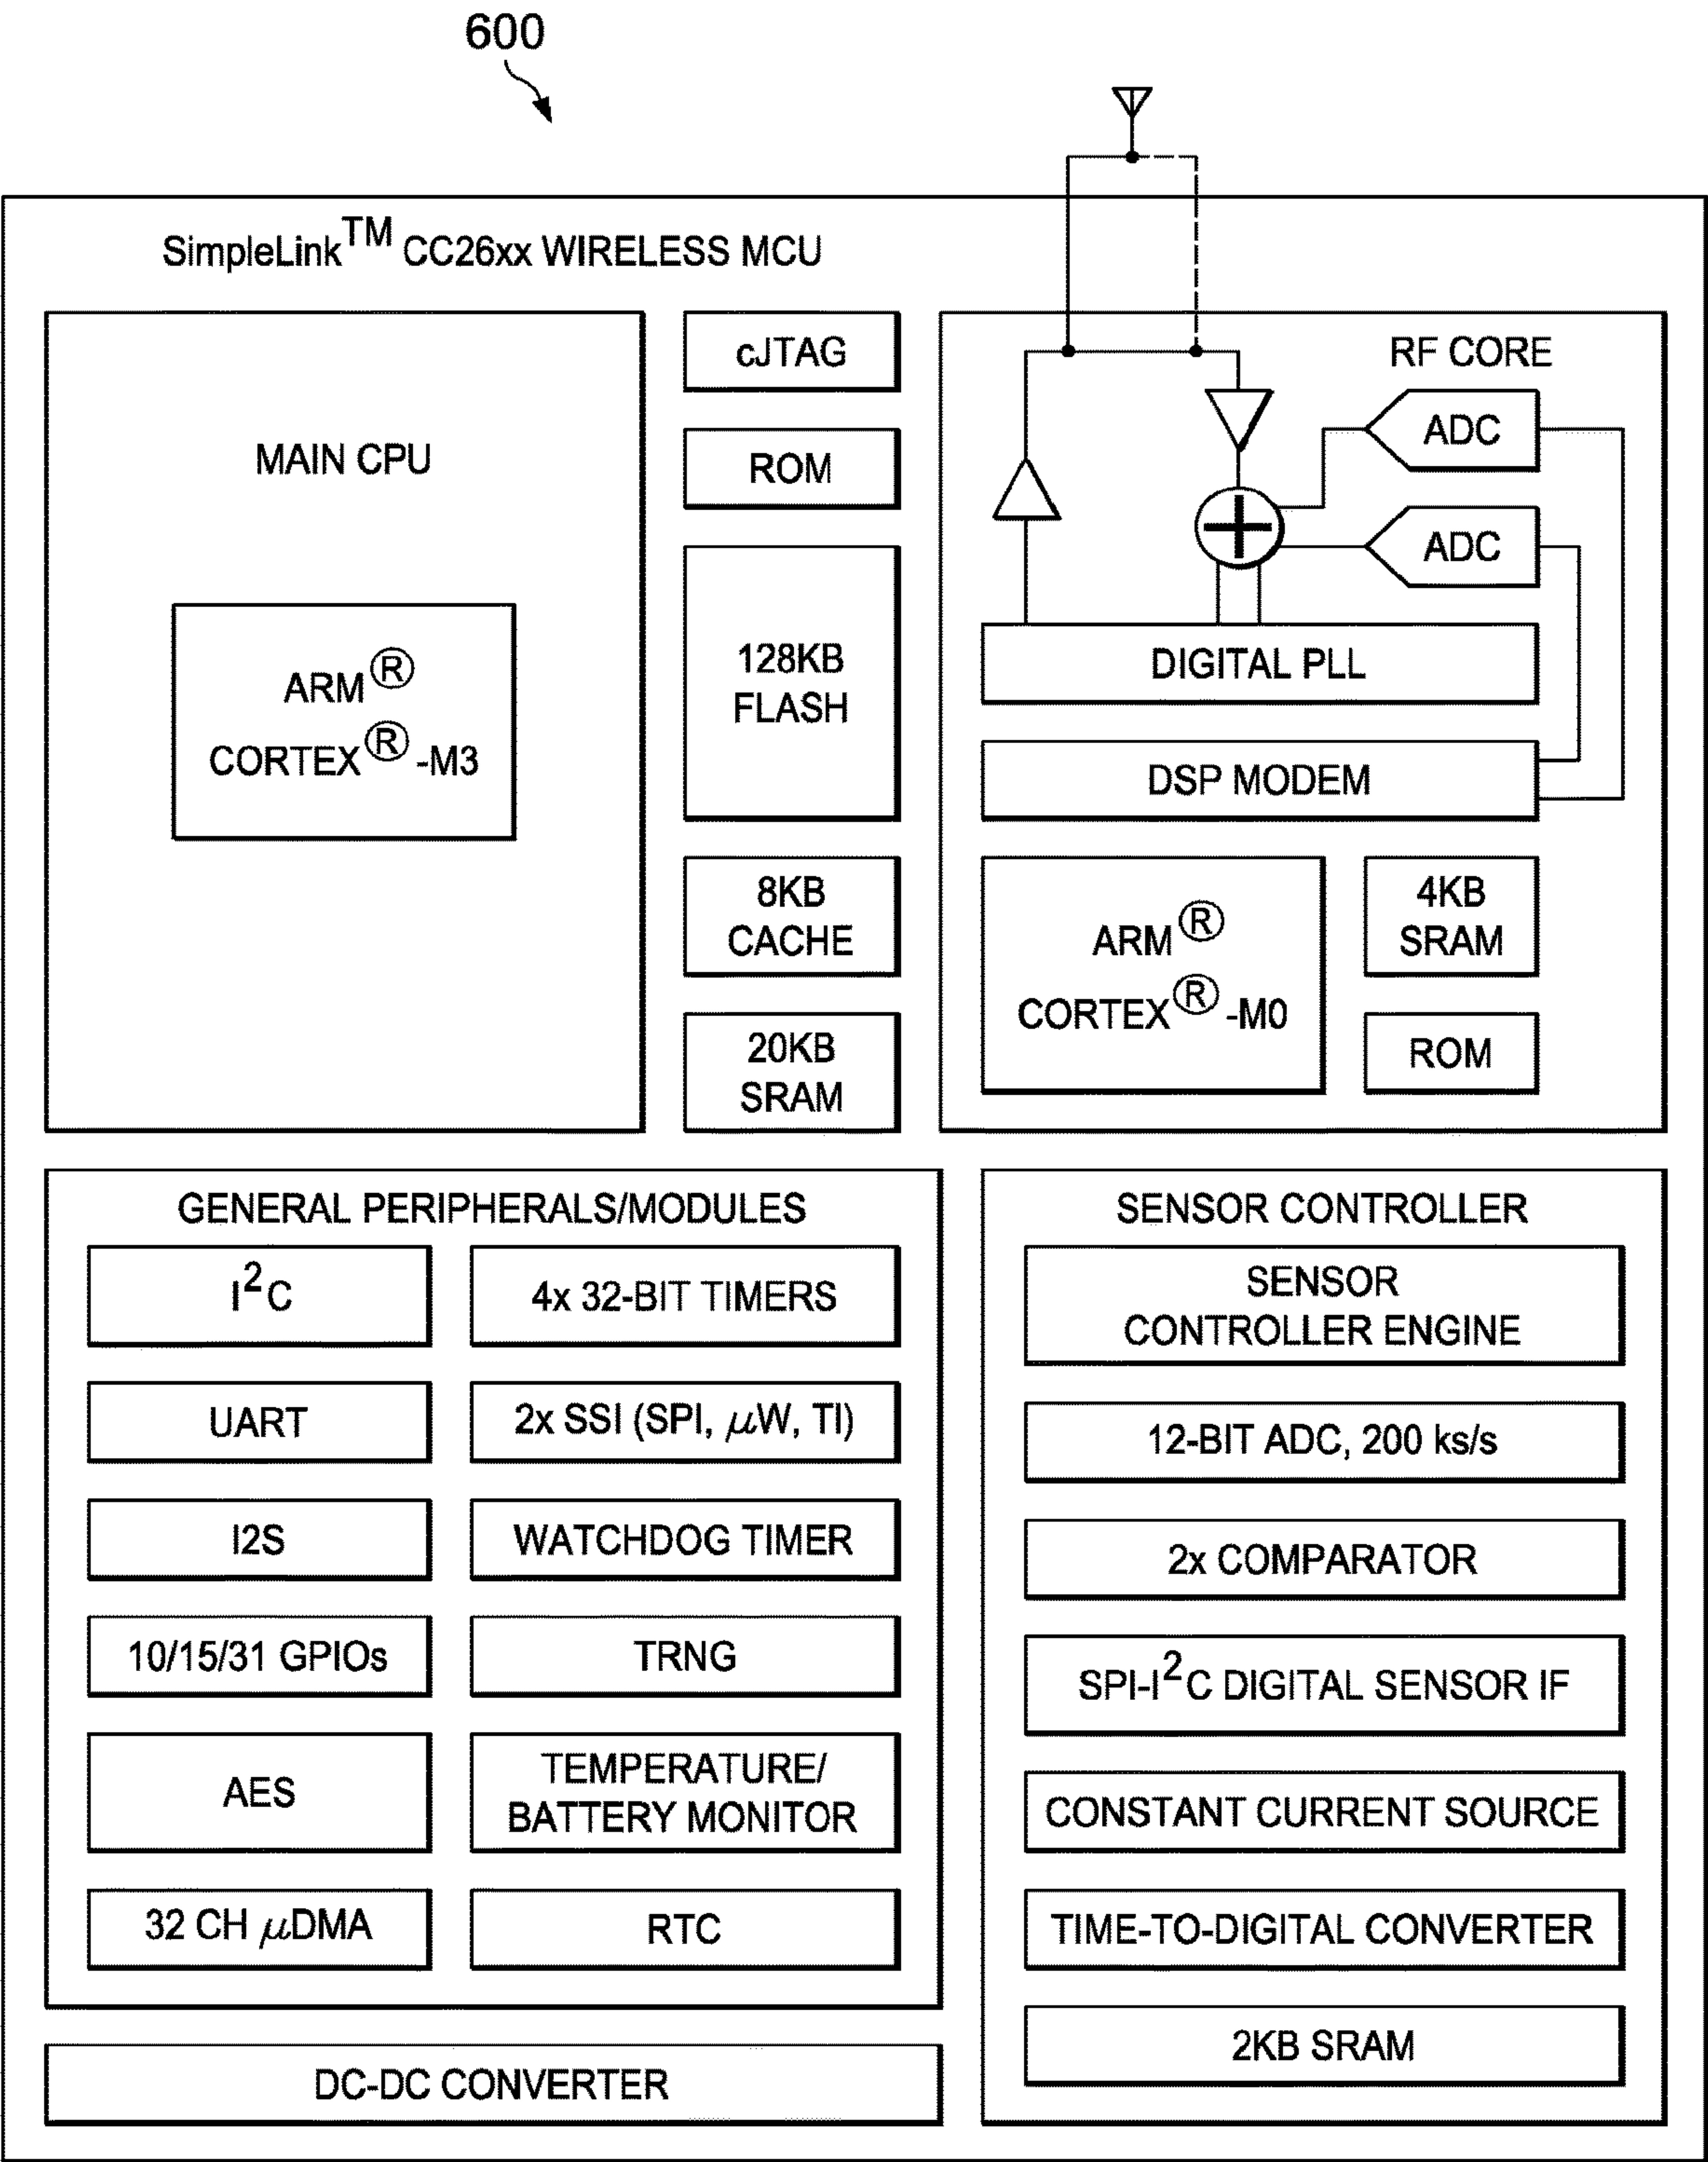 600
SimpleLink™ CC26xx WIRELESS MCU
MAIN CPU
ARM®
CORTEX®-M3
cJTAG
ROM
128KB
FLASH
8KB
CACHE
20KB
SRAM
RF CORE
ADC
ADC
DIGITAL PLL
DSP MODEM
ARM®
CORTEX®-M0
4KB
SRAM
ROM
GENERAL PERIPHERALS/MODULES
I²C
4x 32-BIT TIMERS
UART
2x SSI (SPI, μW, TI)
I2S
WATCHDOG TIMER
10/15/31 GPIOs
TRNG
AES
TEMPERATURE/
BATTERY MONITOR
32 CH μDMA
RTC
DC-DC CONVERTER
SENSOR CONTROLLER
SENSOR
CONTROLLER ENGINE
12-BIT ADC, 200 ks/s
2x COMPARATOR
SPI-I²C DIGITAL SENSOR IF
CONSTANT CURRENT SOURCE
TIME-TO-DIGITAL CONVERTER
2KB SRAM